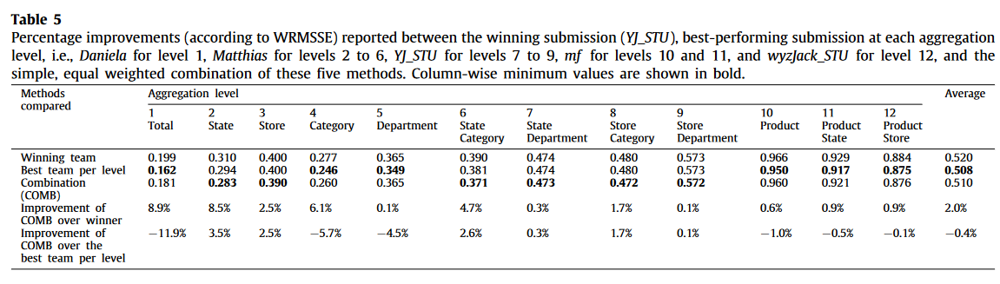 Table 5
Percentage improvements (according to WRMSSE) reported between the winning submission (YJ_STU), best-performing submission at each aggregation
level, i.e., Daniela for level 1, Matthias for levels 2 to 6, YJ_STU for levels 7 to 9, mf for levels 10 and 11, and wyzJack_STU for level 12, and the
simple, equal weighted combination of these five methods. Column-wise minimum values are shown in bold.
Methods Aggregation level Average
compared
1 2 3 4 5 6 7 8 9 10 11 12
Total State Store Category Department State State Store Store Product Product Product
Category Department Category Department State Store
Winning team 0.199 0.310 0.400 0.277 0.365 0.390 0.474 0.480 0.573 0.966 0.929 0.884 0.520
Best team per level 0.162 0.294 0.400 0.246 0.349 0.381 0.474 0.480 0.573 0.950 0.917 0.875 0.508
Combination 0.181 0.283 0.390 0.260 0.365 0.371 0.473 0.472 0.572 0.960 0.921 0.876 0.510
(COMB)
Improvement of 8.9% 8.5% 2.5% 6.1% 0.1% 4.7% 0.3% 1.7% 0.1% 0.6% 0.9% 0.9% 2.0%
COMB over winner
Improvement of −11.9% 3.5% 2.5% −5.7% −4.5% 2.6% 0.3% 1.7% 0.1% −1.0% −0.5% −0.1% −0.4%
COMB over the
best team per level